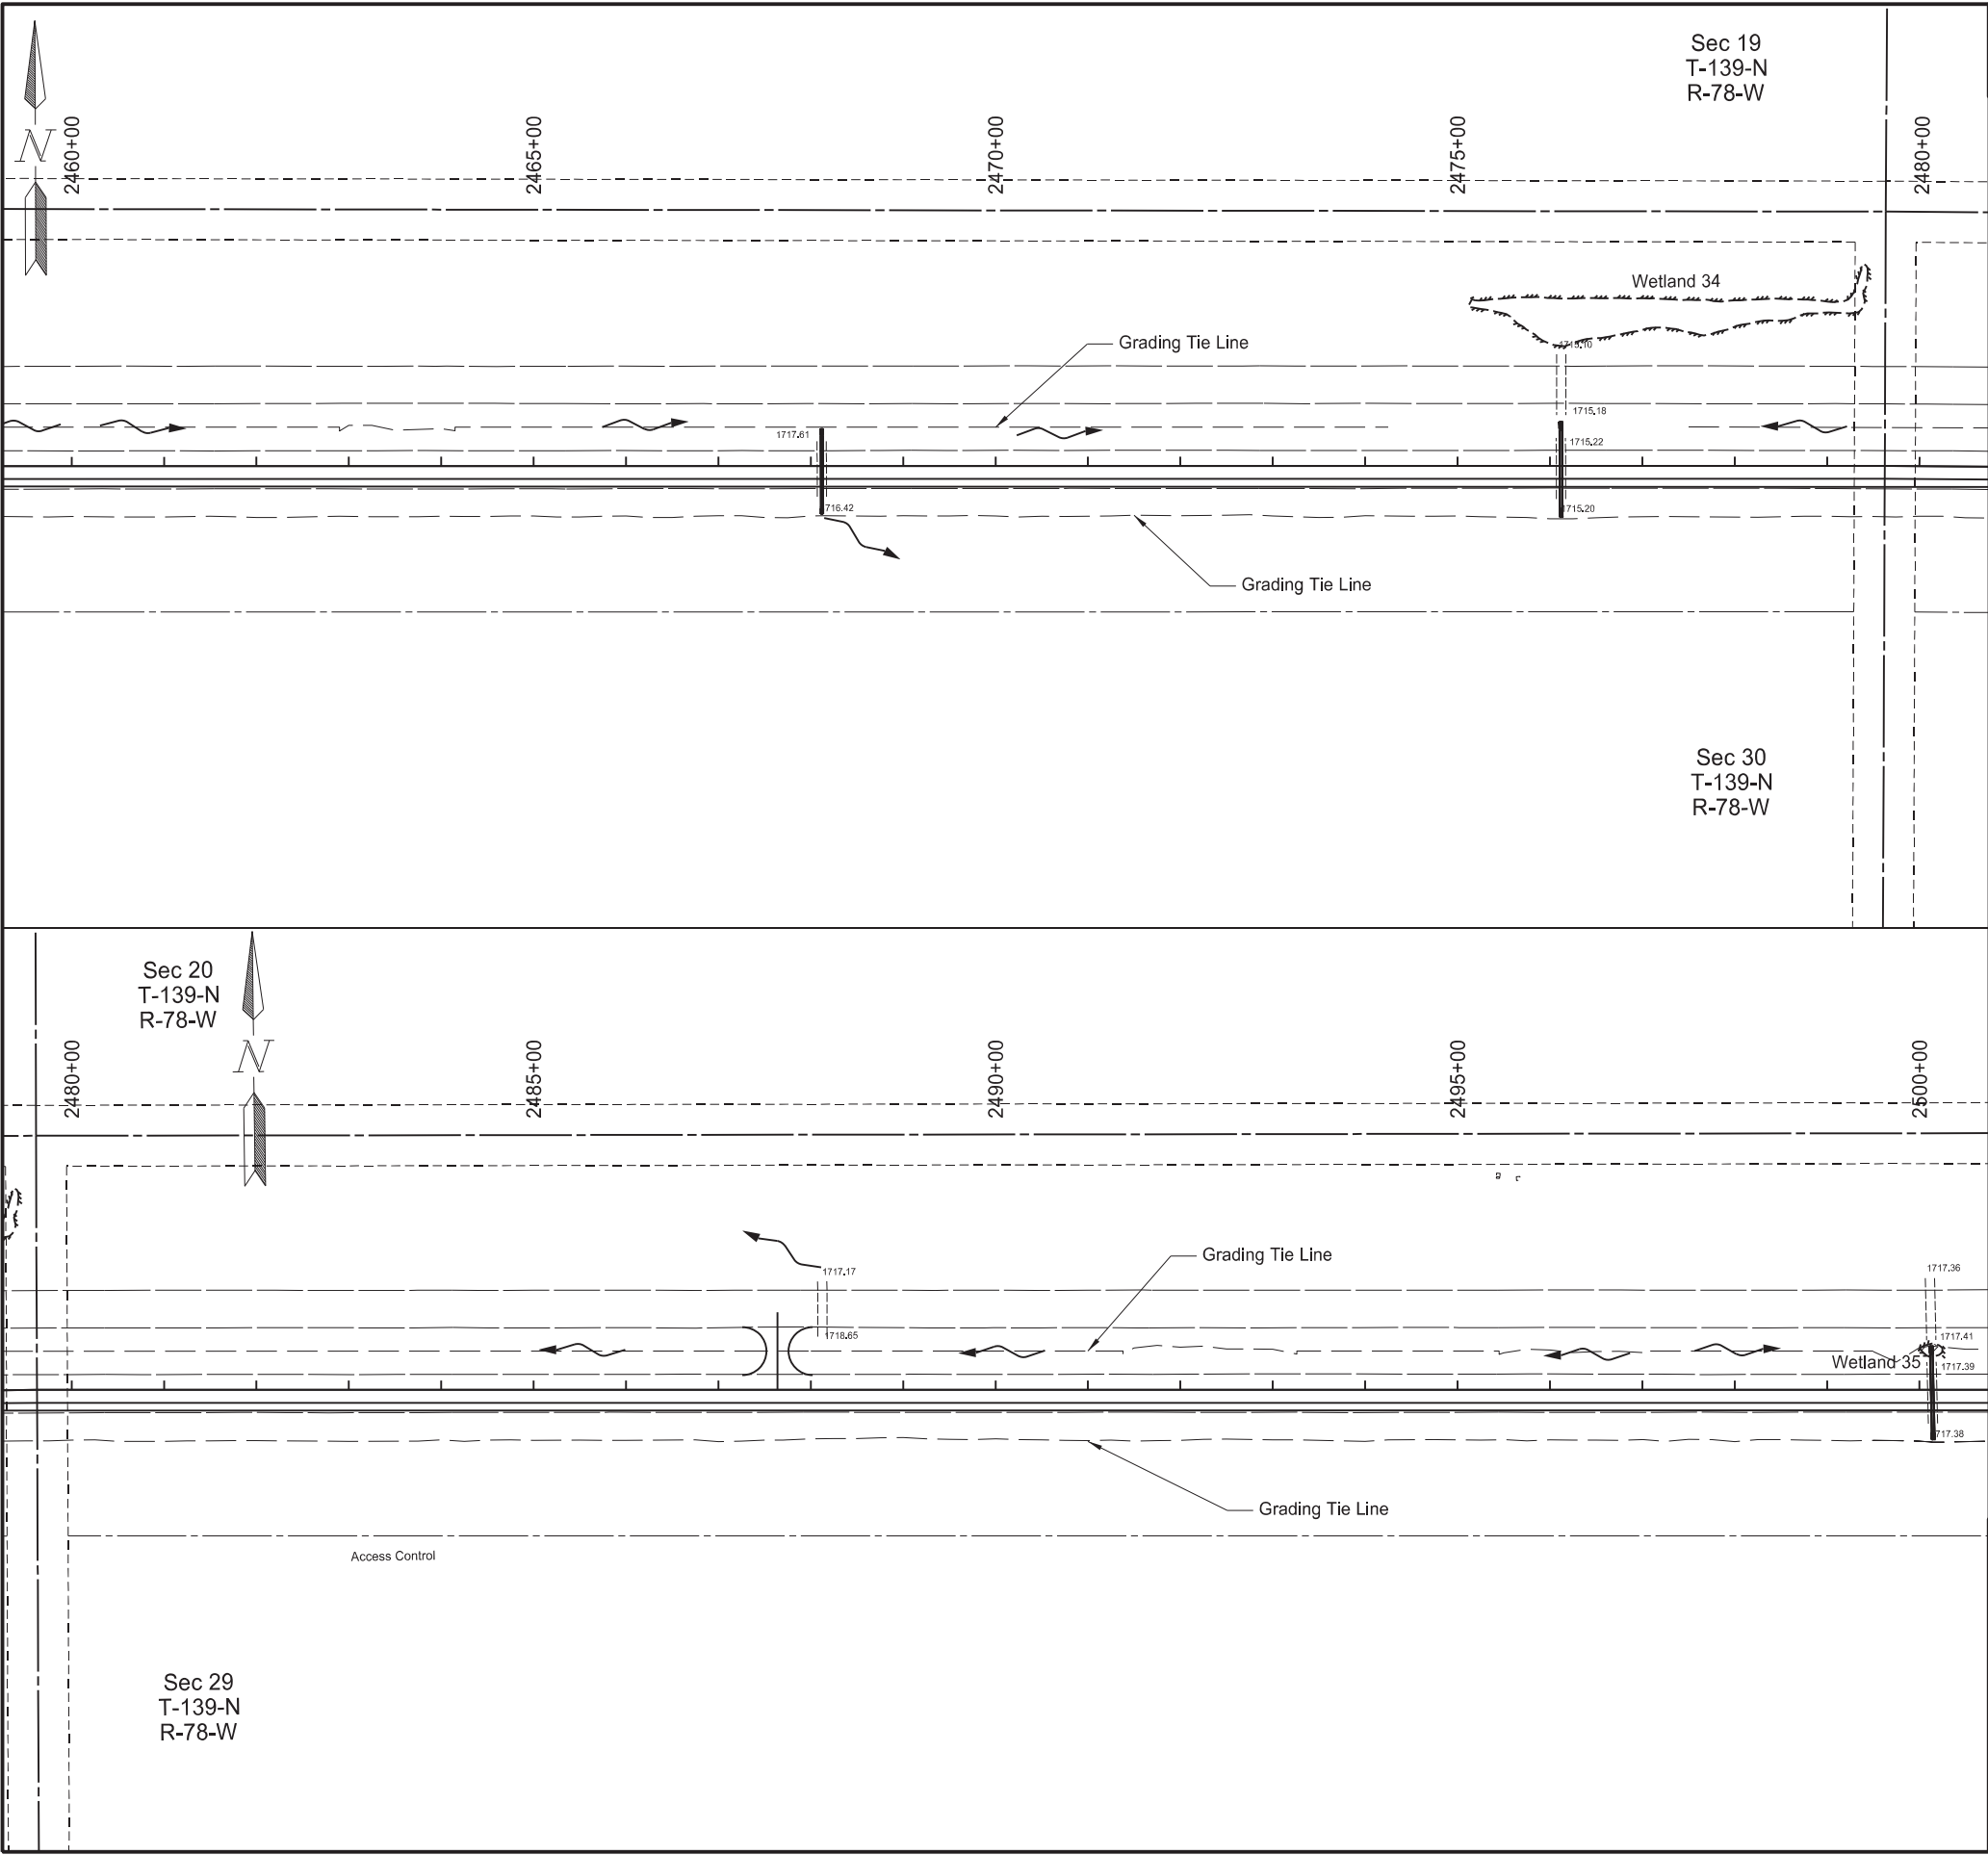 Sec 19
T-139-N
R-78-W
N
2460+00
2465+00
2470+00
2475+00
2480+00
Wetland 34
Grading Tie Line
1715.10
1715.18
1717.61
1715.22
716.42
1715.20
Grading Tie Line
Sec 30
T-139-N
R-78-W
Sec 20
T-139-N
R-78-W
N
2480+00
2485+00
2490+00
2495+00
2500+00
Grading Tie Line
1717.17
1717.36
1718.65
1717.41
Wetland 35
1717.39
717.38
Grading Tie Line
Access Control
Sec 29
T-139-N
R-78-W